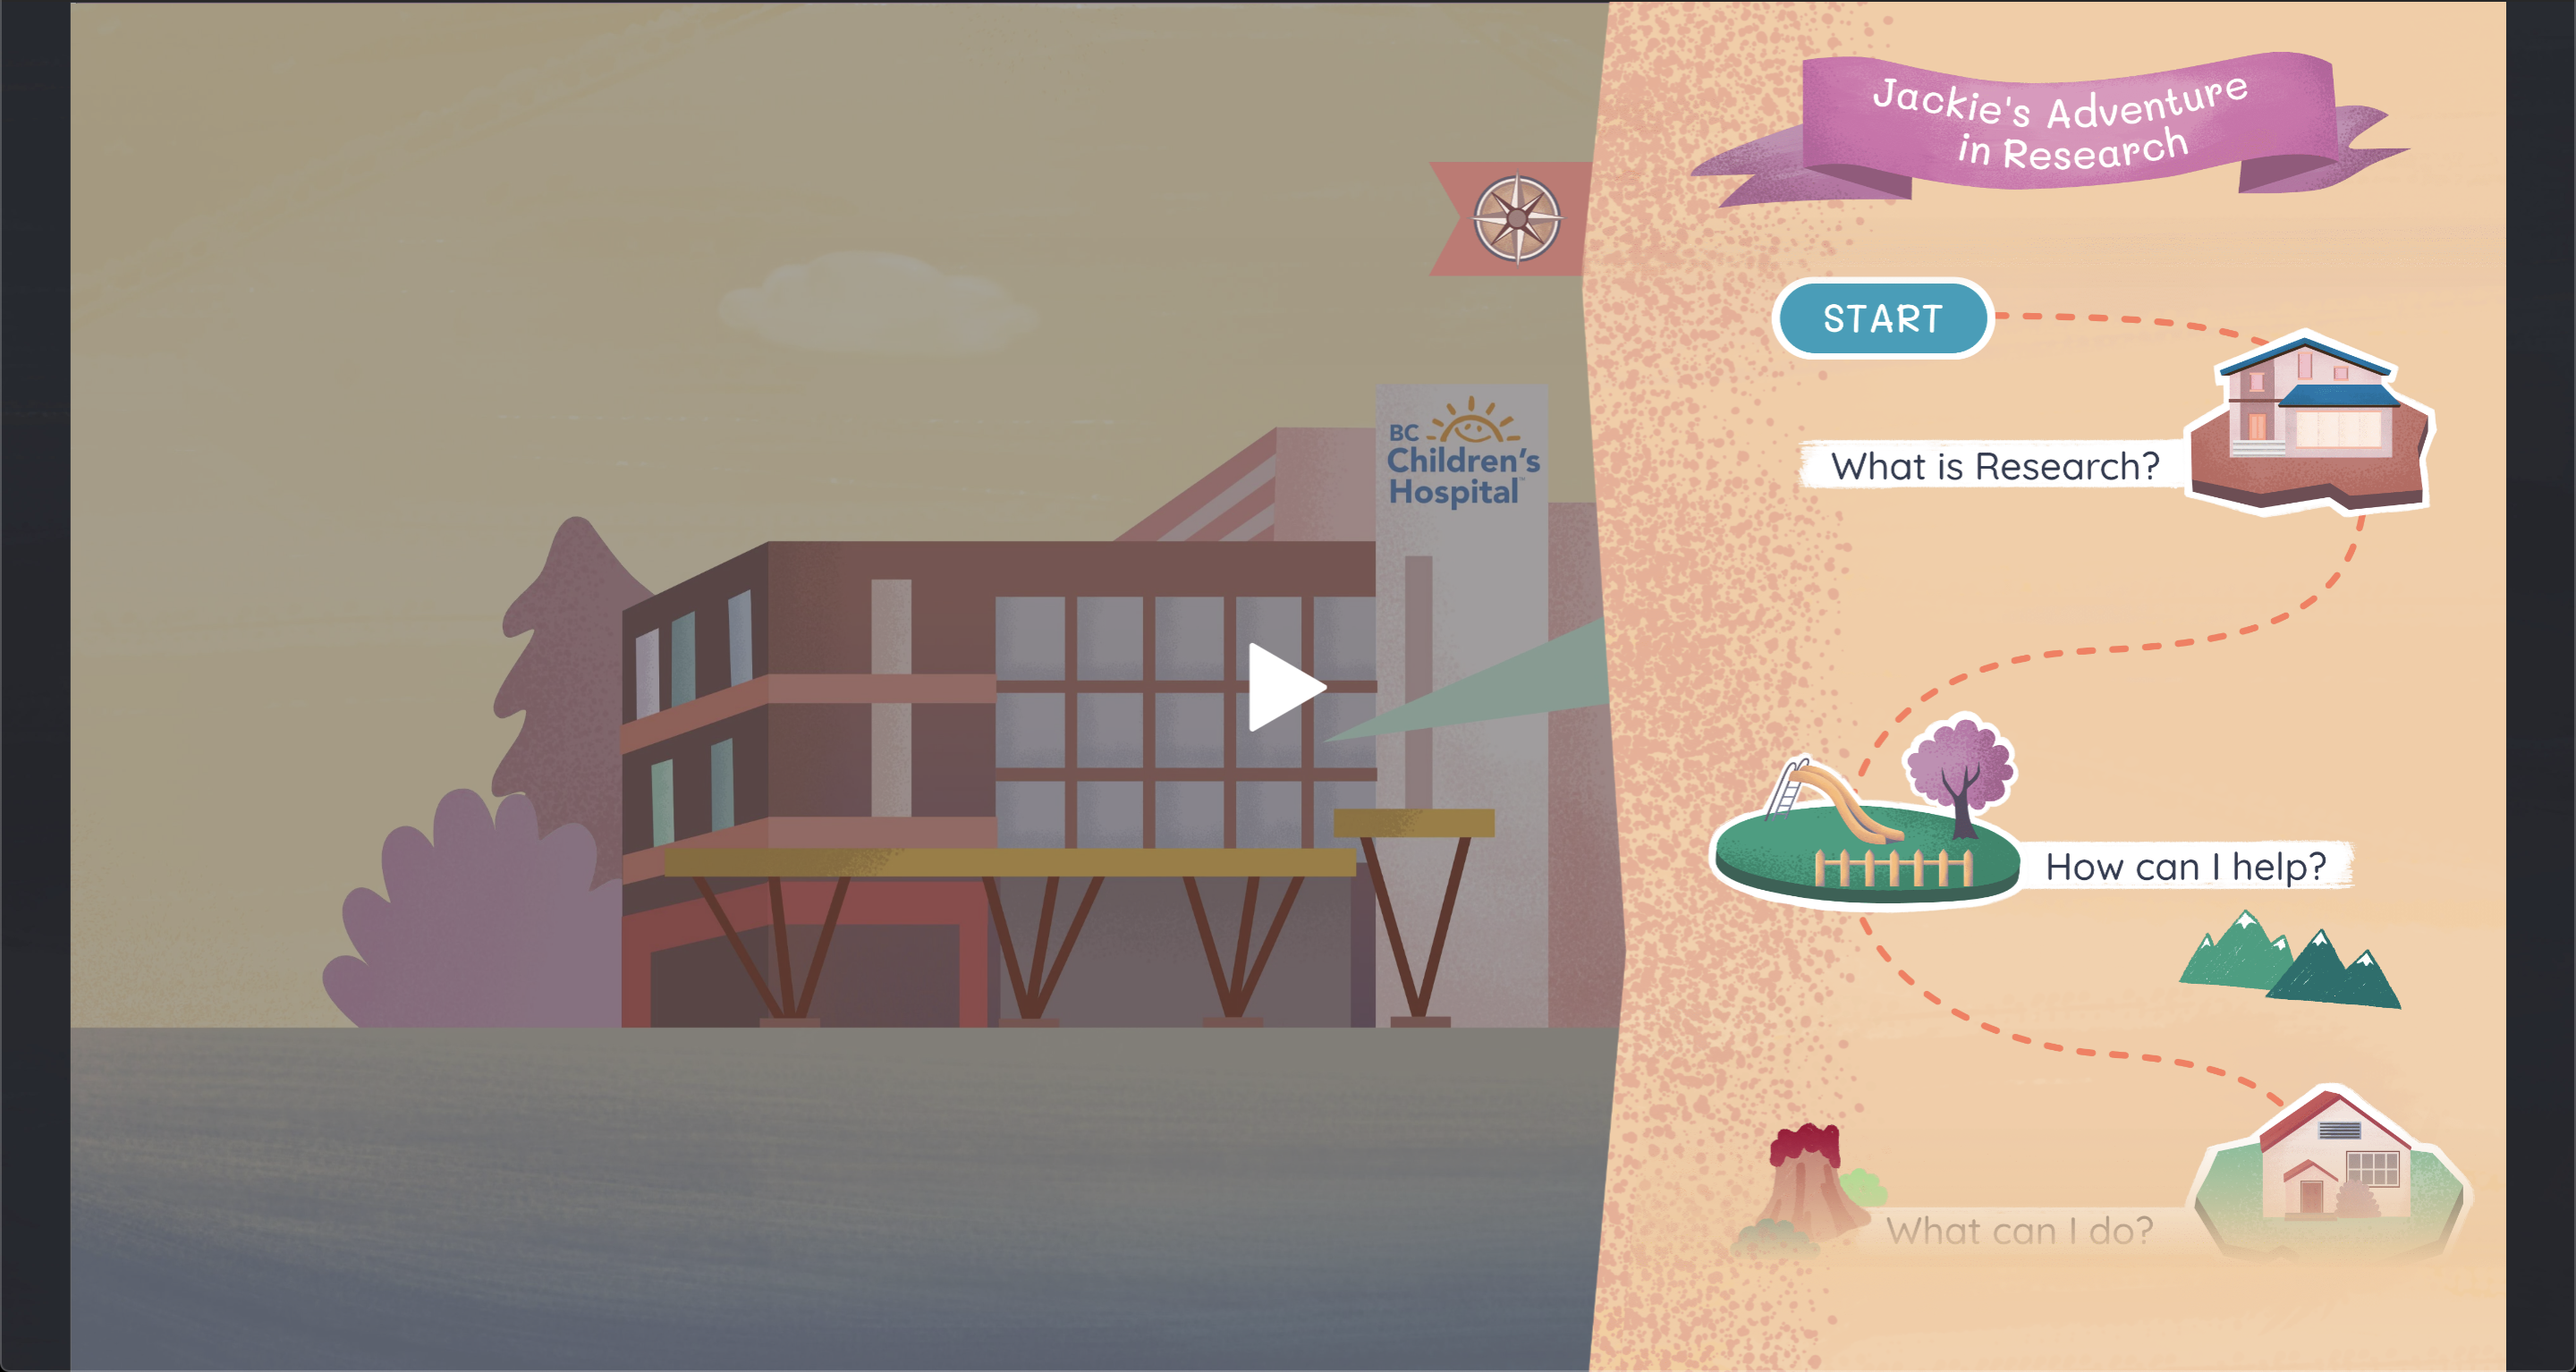 BC
Children's
Hospital
Jackie's Adventure
in Research
START
What is Research?
How can I help?
What can I do?